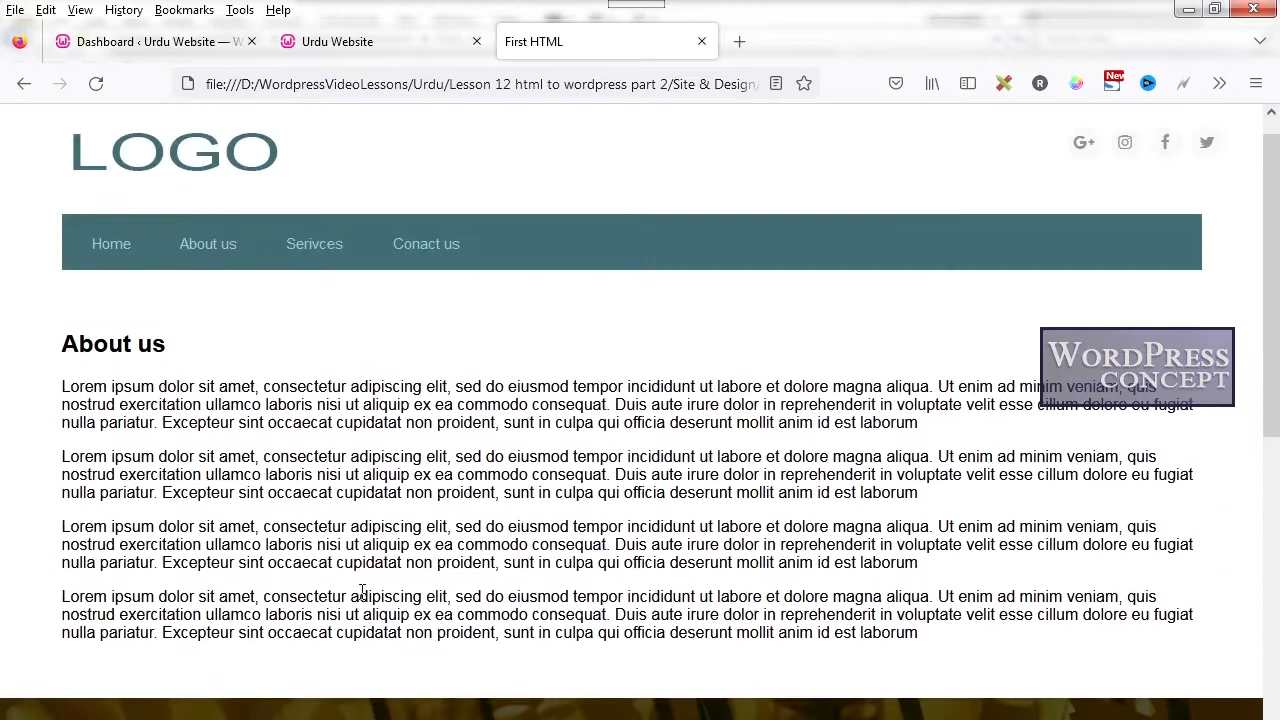 File Edit View History Bookmarks Tools Help
Dashboard ‹ Urdu Website — W
Urdu Website
First HTML
file:///D:/WordpressVideoLessons/Urdu/Lesson 12 html to wordpress part 2/Site & Design/
R
New
LOGO
G+
Home About us Serivces Conact us
About us
WORDPRESS
CONCEPT
Lorem ipsum dolor sit amet, consectetur adipiscing elit, sed do eiusmod tempor incididunt ut labore et dolore magna aliqua. Ut enim ad minim veniam, quis
nostrud exercitation ullamco laboris nisi ut aliquip ex ea commodo consequat. Duis aute irure dolor in reprehenderit in voluptate velit esse cillum dolore eu fugiat
nulla pariatur. Excepteur sint occaecat cupidatat non proident, sunt in culpa qui officia deserunt mollit anim id est laborum
Lorem ipsum dolor sit amet, consectetur adipiscing elit, sed do eiusmod tempor incididunt ut labore et dolore magna aliqua. Ut enim ad minim veniam, quis
nostrud exercitation ullamco laboris nisi ut aliquip ex ea commodo consequat. Duis aute irure dolor in reprehenderit in voluptate velit esse cillum dolore eu fugiat
nulla pariatur. Excepteur sint occaecat cupidatat non proident, sunt in culpa qui officia deserunt mollit anim id est laborum
Lorem ipsum dolor sit amet, consectetur adipiscing elit, sed do eiusmod tempor incididunt ut labore et dolore magna aliqua. Ut enim ad minim veniam, quis
nostrud exercitation ullamco laboris nisi ut aliquip ex ea commodo consequat. Duis aute irure dolor in reprehenderit in voluptate velit esse cillum dolore eu fugiat
nulla pariatur. Excepteur sint occaecat cupidatat non proident, sunt in culpa qui officia deserunt mollit anim id est laborum
Lorem ipsum dolor sit amet, consectetur adipiscing elit, sed do eiusmod tempor incididunt ut labore et dolore magna aliqua. Ut enim ad minim veniam, quis
nostrud exercitation ullamco laboris nisi ut aliquip ex ea commodo consequat. Duis aute irure dolor in reprehenderit in voluptate velit esse cillum dolore eu fugiat
nulla pariatur. Excepteur sint occaecat cupidatat non proident, sunt in culpa qui officia deserunt mollit anim id est laborum